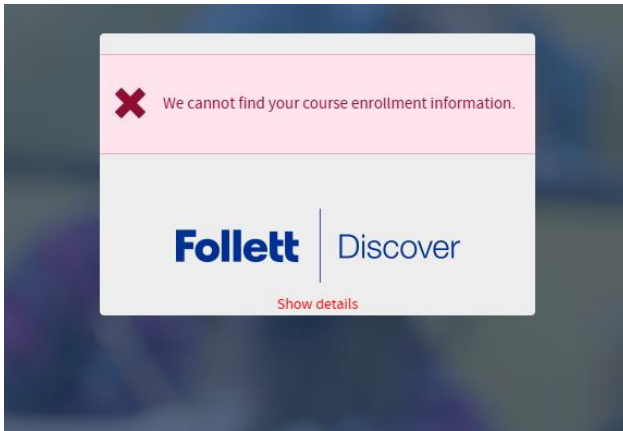 We cannot find your course enrollment information.
Follett | Discover
Show details